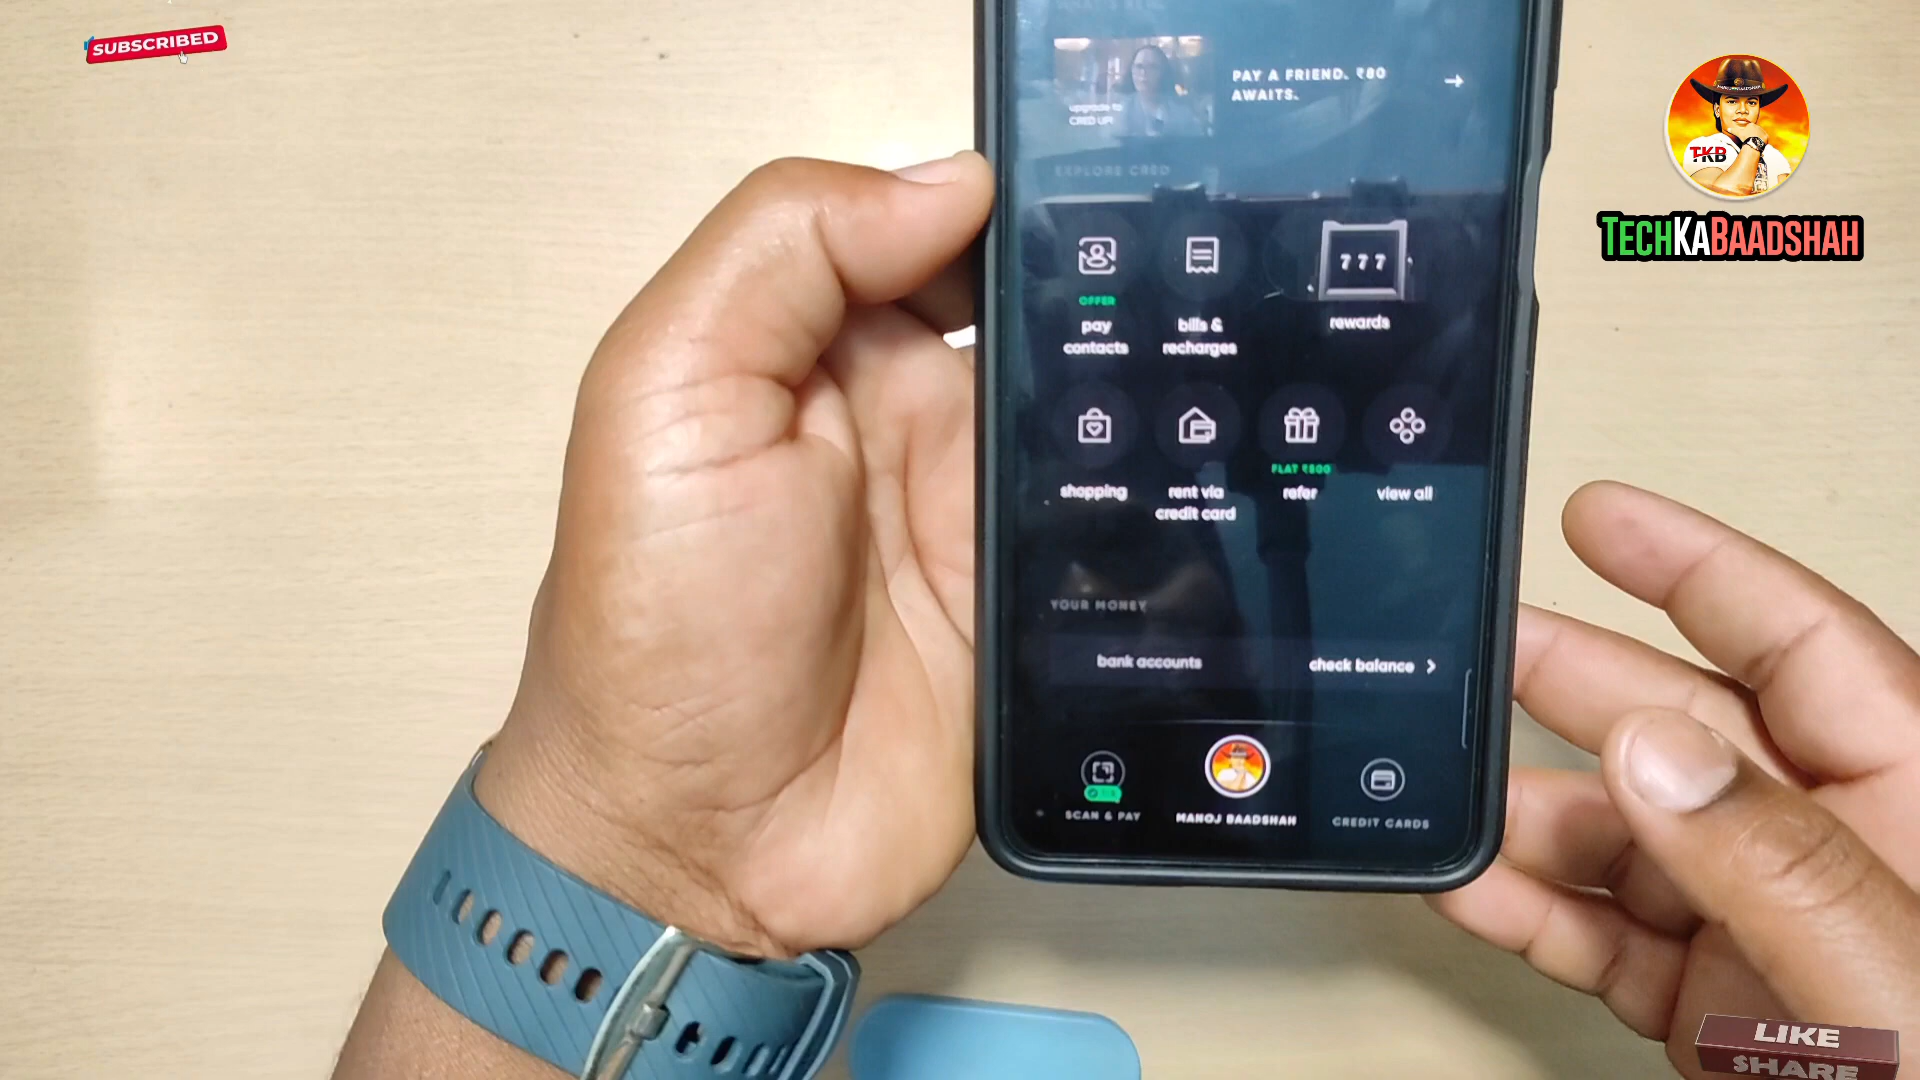 SUBSCRIBED
TKB
TECHKABAADSHAH
PAY A FRIEND. ₹80
AWAITS.
upgrade to
CRED UPI
EXPLORE CRED
777
OFFER
pay
contacts
bills &
recharges
rewards
shopping
rent via
credit card
FLAT ₹500
refer
view all
YOUR MONEY
bank accounts
check balance >
SCAN & PAY
MANOJ BAADSHAH
CREDIT CARDS
LIKE
SHARE